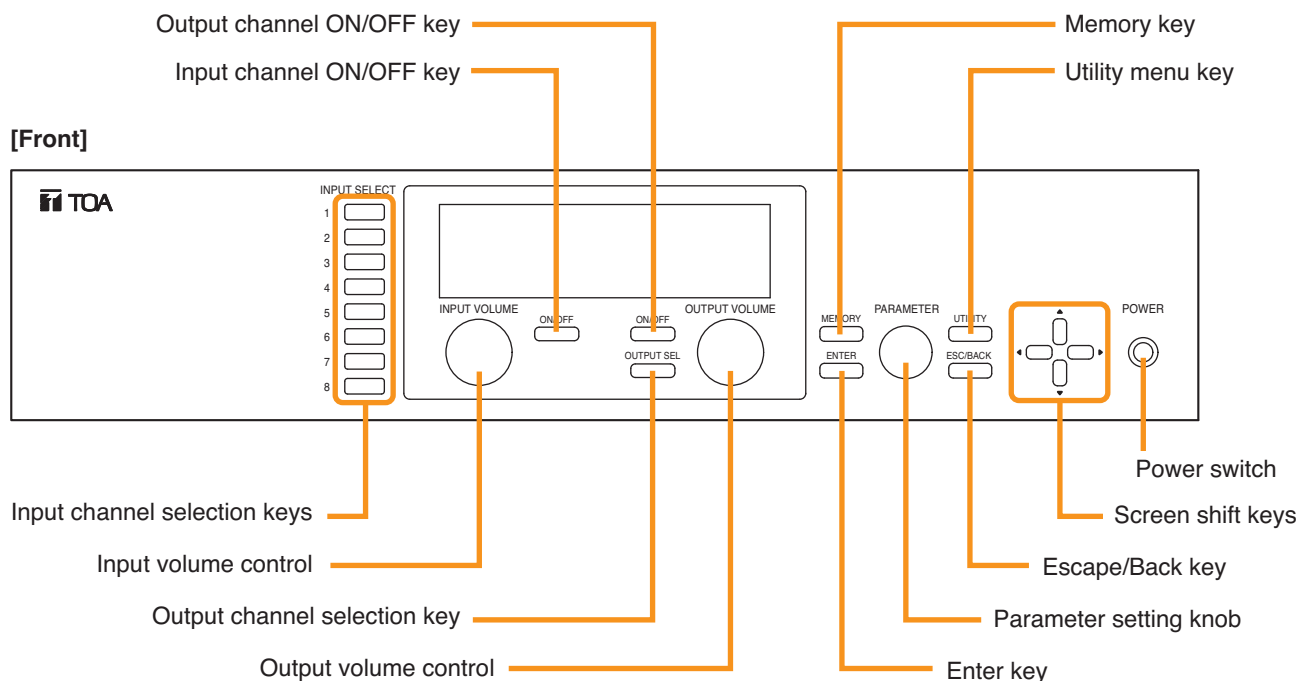 Output channel ON/OFF key
Memory key
Input channel ON/OFF key
Utility menu key
[Front]
TOA
INPUT SELECT
1
2
3
4
5
6
7
8
INPUT VOLUME
ON/OFF
ON/OFF
OUTPUT VOLUME
OUTPUT SEL
MEMORY
PARAMETER
UTILITY
POWER
ENTER
ESC/BACK
Power switch
Input channel selection keys
Screen shift keys
Input volume control
Escape/Back key
Output channel selection key
Parameter setting knob
Output volume control
Enter key